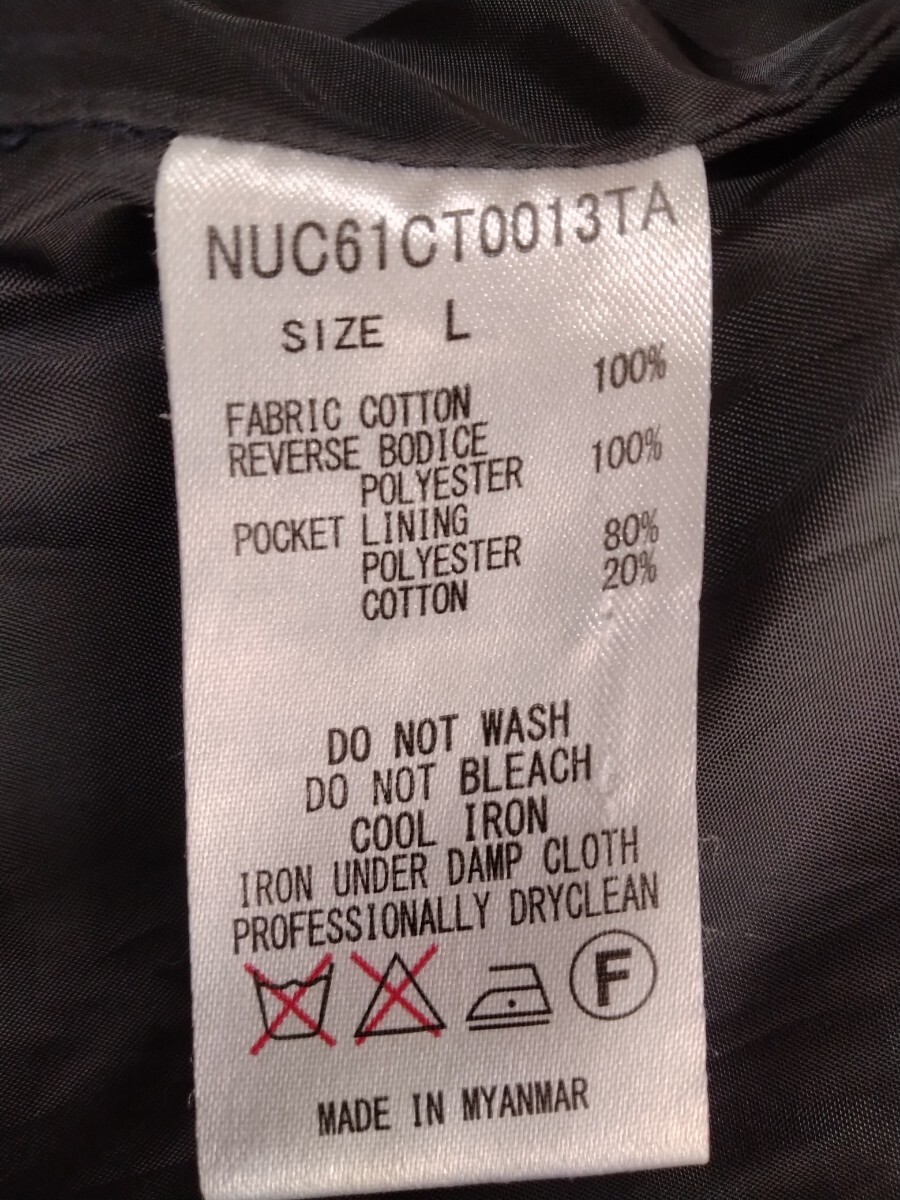 NUC61CT0013TA
SIZE L
FABRIC COTTON 100%
REVERSE BODICE
POLYESTER 100%
POCKET LINING
POLYESTER 80%
COTTON 20%
DO NOT WASH
DO NOT BLEACH
COOL IRON
IRON UNDER DAMP CLOTH
PROFESSIONALLY DRYCLEAN
F
MADE IN MYANMAR